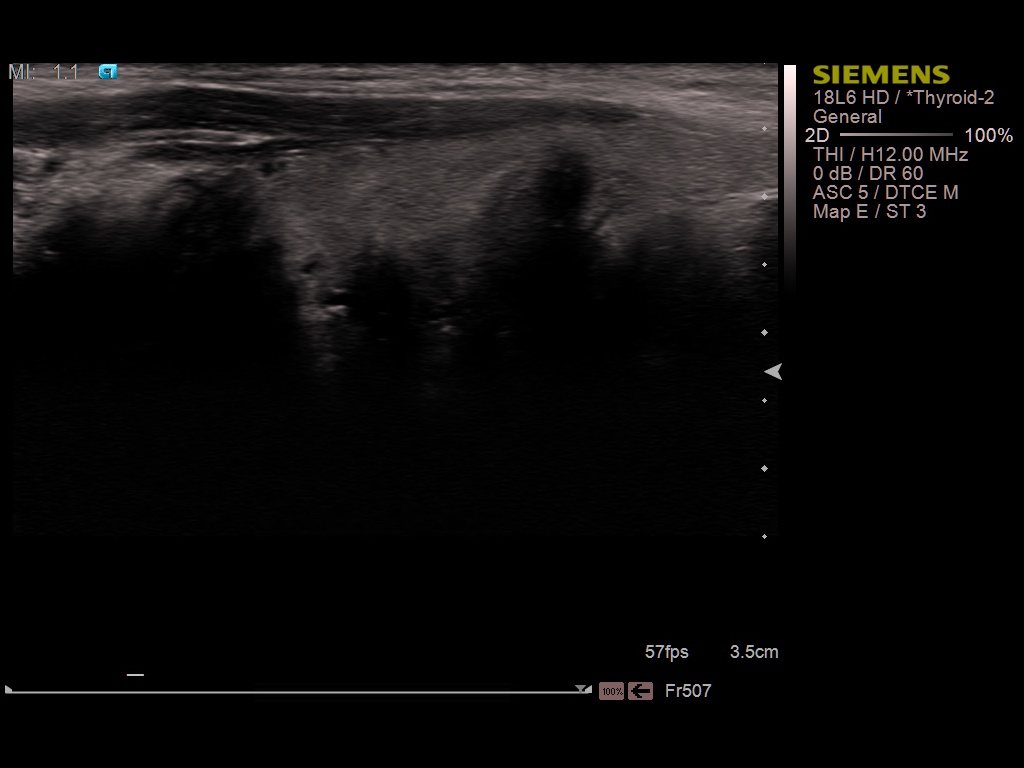 MI: 1.1
SIEMENS
18L6 HD / *Thyroid-2
General
2D 100%
THI / H12.00 MHz
0 dB / DR 60
ASC 5 / DTCE M
Map E / ST 3
57fps 3.5cm
100% Fr507